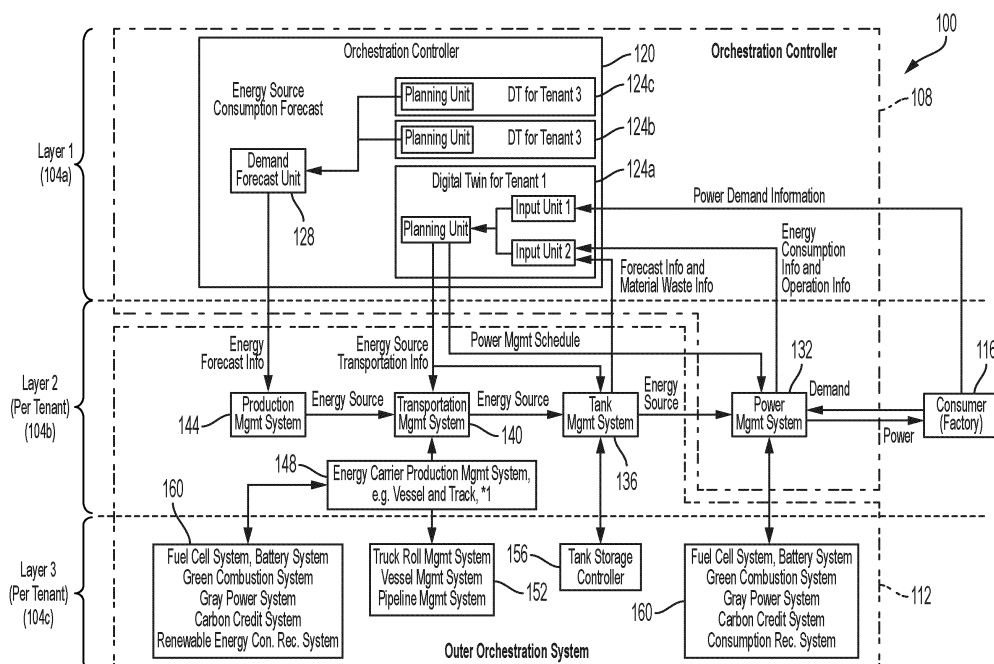 100
Orchestration Controller
120
Orchestration Controller
Energy Source
Consumption Forecast
Planning Unit
DT for Tenant 3
124c
108
Planning Unit
DT for Tenant 3
124b
Layer 1
(104a)
Demand
Forecast Unit
128
Digital Twin for Tenant 1
124a
Planning Unit
Input Unit 1
Input Unit 2
Power Demand Information
Energy
Consumption
Info and
Operation Info
Forecast Info and
Material Waste Info
Layer 2
(Per Tenant)
(104b)
Energy
Forecast Info
Energy Source
Transportation Info
Power Mgmt Schedule
132
116
144
Production
Mgmt System
Energy Source
Transportation
Mgmt System
140
Energy Source
Tank
Mgmt System
136
Energy
Source
Power
Mgmt System
Demand
Power
Consumer
(Factory)
148
Energy Carrier Production Mgmt System,
e.g. Vessel and Track, *1
Layer 3
(Per Tenant)
(104c)
160
Fuel Cell System, Battery System
Green Combustion System
Gray Power System
Carbon Credit System
Renewable Energy Con. Rec. System
Truck Roll Mgmt System
Vessel Mgmt System
Pipeline Mgmt System
152
156
Tank Storage
Controller
160
Fuel Cell System, Battery System
Green Combustion System
Gray Power System
Carbon Credit System
Consumption Rec. System
112
Outer Orchestration System